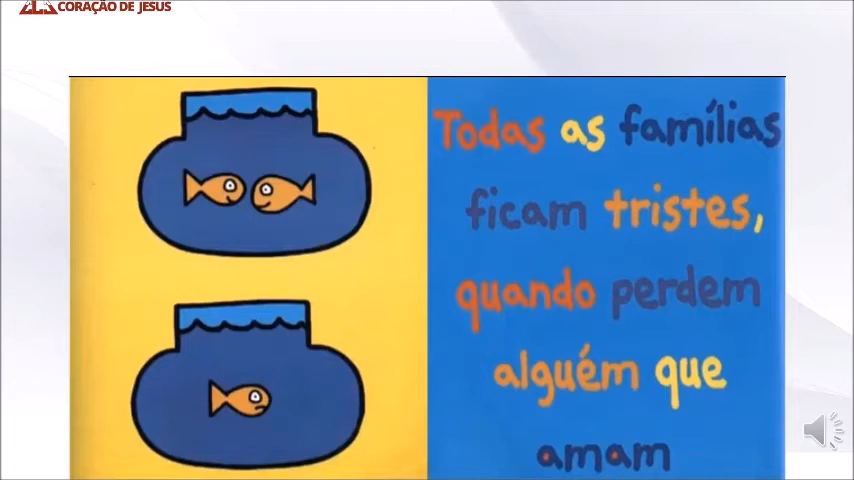 CORAÇÃO DE JESUS
Todas as famílias
ficam tristes,
quando perdem
alguém que
amam